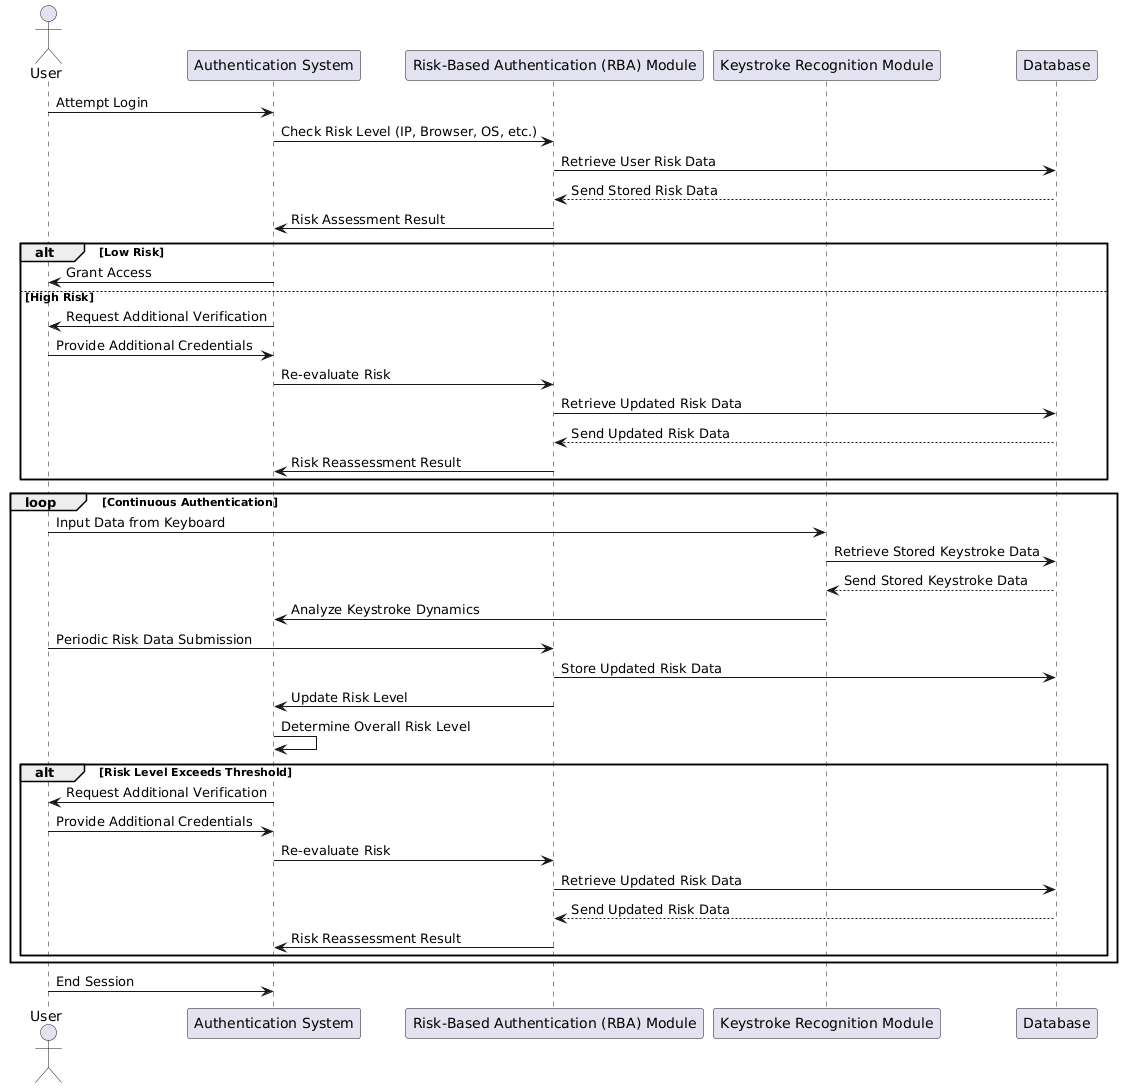 User
Authentication System
Risk-Based Authentication (RBA) Module
Keystroke Recognition Module
Database
Attempt Login
Check Risk Level (IP, Browser, OS, etc.)
Retrieve User Risk Data
Send Stored Risk Data
Risk Assessment Result
alt [Low Risk]
Grant Access
[High Risk]
Request Additional Verification
Provide Additional Credentials
Re-evaluate Risk
Retrieve Updated Risk Data
Send Updated Risk Data
Risk Reassessment Result
loop [Continuous Authentication]
Input Data from Keyboard
Retrieve Stored Keystroke Data
Send Stored Keystroke Data
Analyze Keystroke Dynamics
Periodic Risk Data Submission
Store Updated Risk Data
Update Risk Level
Determine Overall Risk Level
alt [Risk Level Exceeds Threshold]
Request Additional Verification
Provide Additional Credentials
Re-evaluate Risk
Retrieve Updated Risk Data
Send Updated Risk Data
Risk Reassessment Result
End Session
User
Authentication System
Risk-Based Authentication (RBA) Module
Keystroke Recognition Module
Database